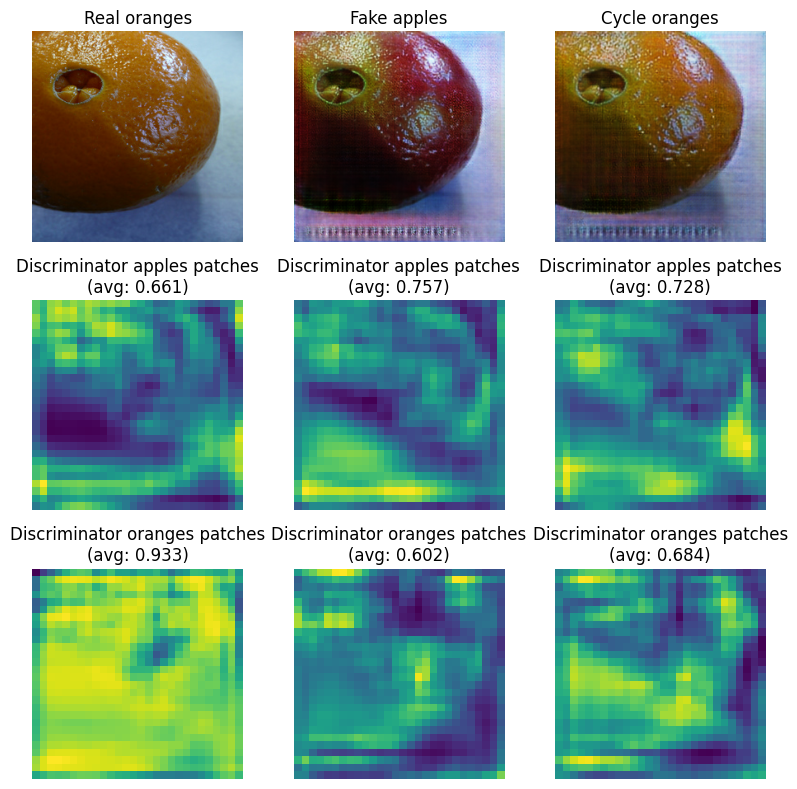 Real oranges
Fake apples
Cycle oranges
Discriminator apples patches
(avg: 0.661)
Discriminator apples patches
(avg: 0.757)
Discriminator apples patches
(avg: 0.728)
Discriminator oranges patches
(avg: 0.933)
Discriminator oranges patches
(avg: 0.602)
Discriminator oranges patches
(avg: 0.684)